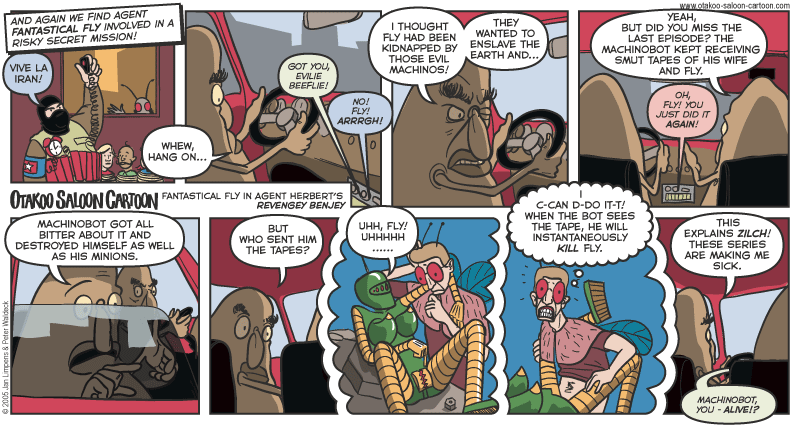 www.otakoo-saloon-cartoon.com
AND AGAIN WE FIND AGENT
FANTASTICAL FLY INVOLVED IN A
RISKY SECRET MISSION!
VIVE LA
IRAN!
WHEW,
HANG ON...
GOT YOU,
EVILIE
BEEFLIE!
NO!
FLY!
ARRRGH!
I THOUGHT
FLY HAD BEEN
KIDNAPPED BY
THOSE EVIL
MACHINOS!
THEY
WANTED TO
ENSLAVE THE
EARTH AND...
YEAH,
BUT DID YOU MISS THE
LAST EPISODE? THE
MACHINOBOT KEPT RECEIVING
SMUT TAPES OF HIS WIFE
AND FLY.
OH,
FLY! YOU
JUST DID IT
AGAIN!
OTAKOO SALOON CARTOON
FANTASTICAL FLY IN AGENT HERBERT'S
REVENGEY BENJEY
MACHINOBOT GOT ALL
BITTER ABOUT IT AND
DESTROYED HIMSELF AS WELL
AS HIS MINIONS.
BUT
WHO SENT HIM
THE TAPES?
UHH, FLY!
UHHHHH
......
I
C-CAN D-DO IT-T!
WHEN THE BOT SEES
THE TAPE, HE WILL
INSTANTANEOUSLY
KILL FLY.
THIS
EXPLAINS ZILCH!
THESE SERIES
ARE MAKING ME
SICK.
MACHINOBOT,
YOU - ALIVE!?
© 2005 Jan Limpens & Peter Waldeck